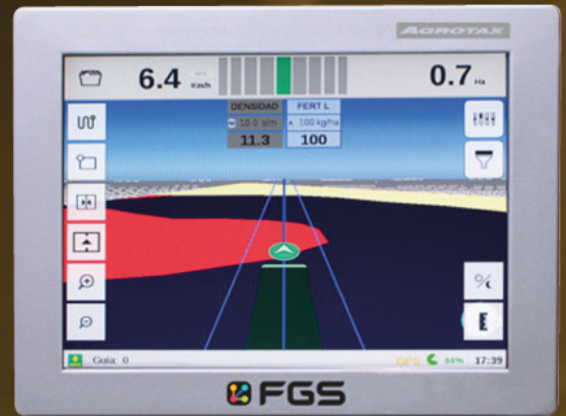 AGROTAX
6.4 Km/h
0.7 Ha
DENSIDAD FERT L
10.0 s/m 100 kg/ha
11.3 100
Guía: 0 GPS 84% 17:39
FGS